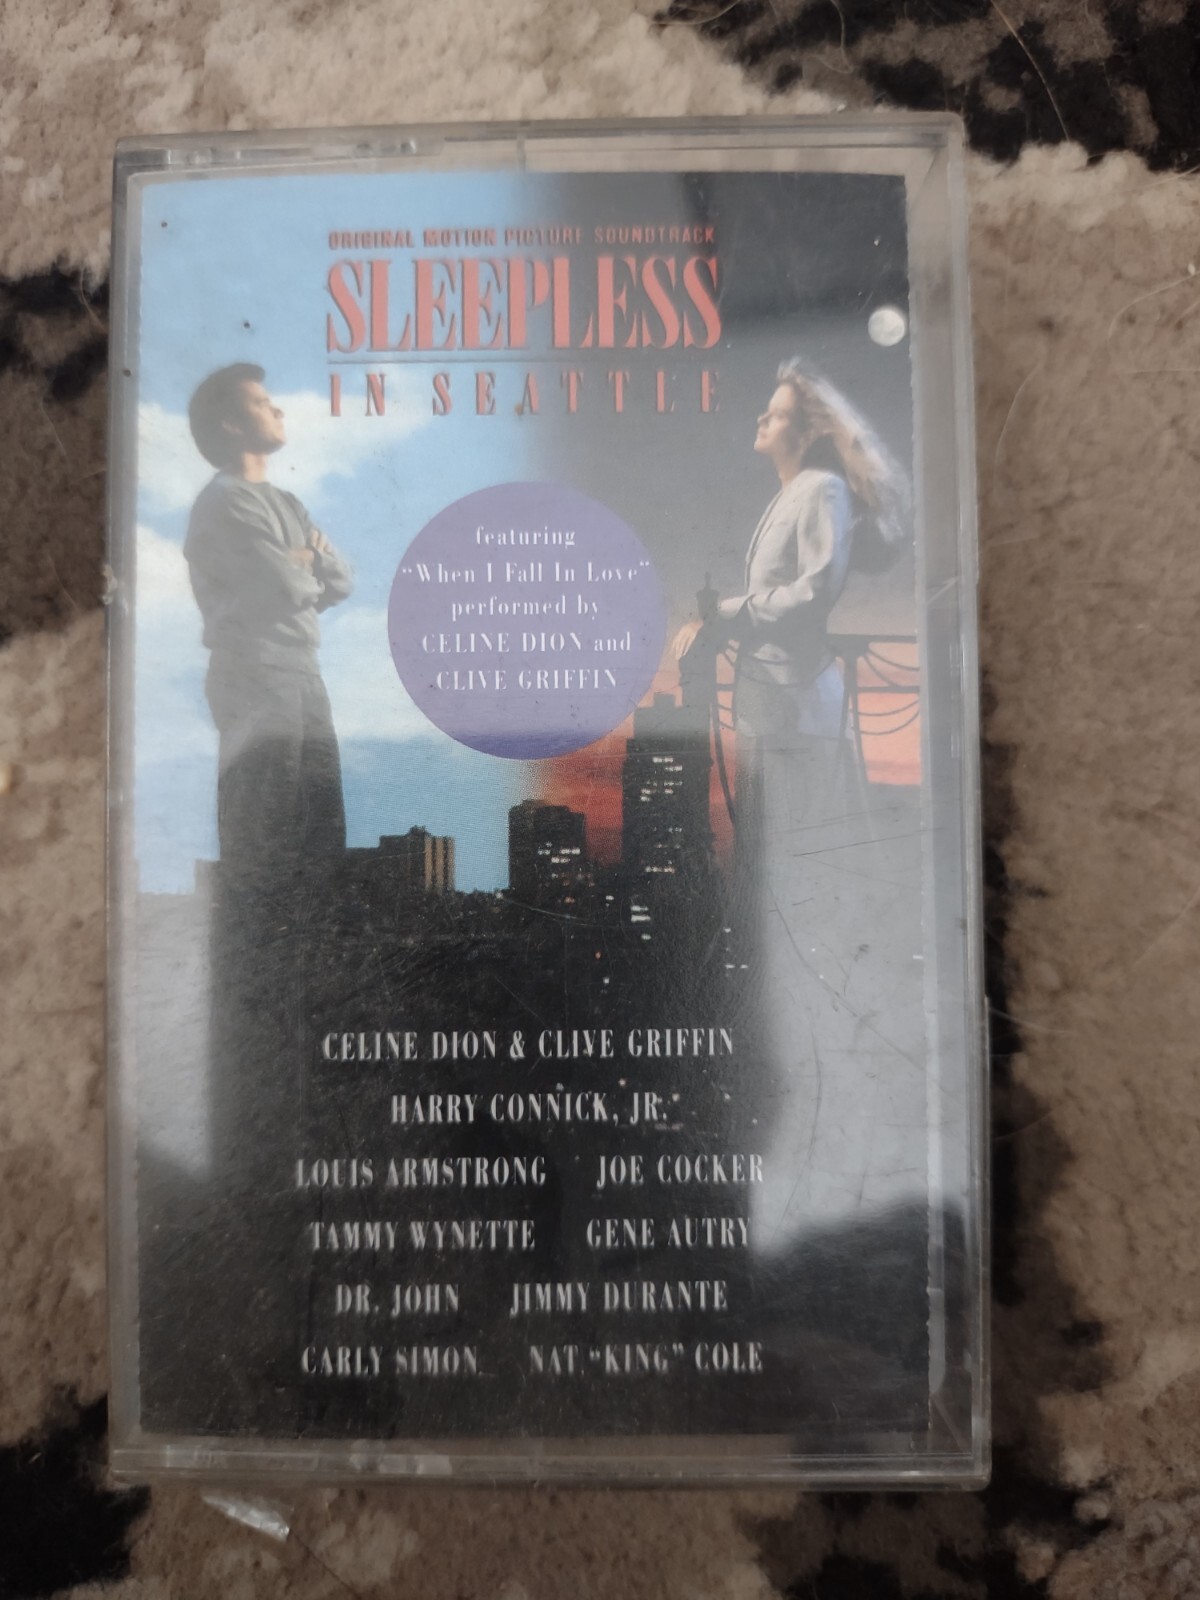 ORIGINAL MOTION PICTURE SOUNDTRACK
SLEEPLESS
IN SEATTLE
featuring
"When I Fall In Love"
performed by
CELINE DION and
CLIVE GRIFFIN
CELINE DION & CLIVE GRIFFIN
HARRY CONNICK, JR.
LOUIS ARMSTRONG JOE COCKER
TAMMY WYNETTE GENE AUTRY
DR. JOHN JIMMY DURANTE
CARLY SIMON NAT "KING" COLE